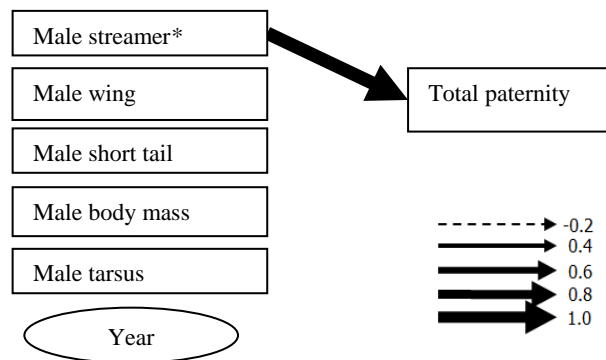 Male streamer*
Male wing
Total paternity
Male short tail
Male body mass
Male tarsus
Year
-0.2
0.4
0.6
0.8
1.0